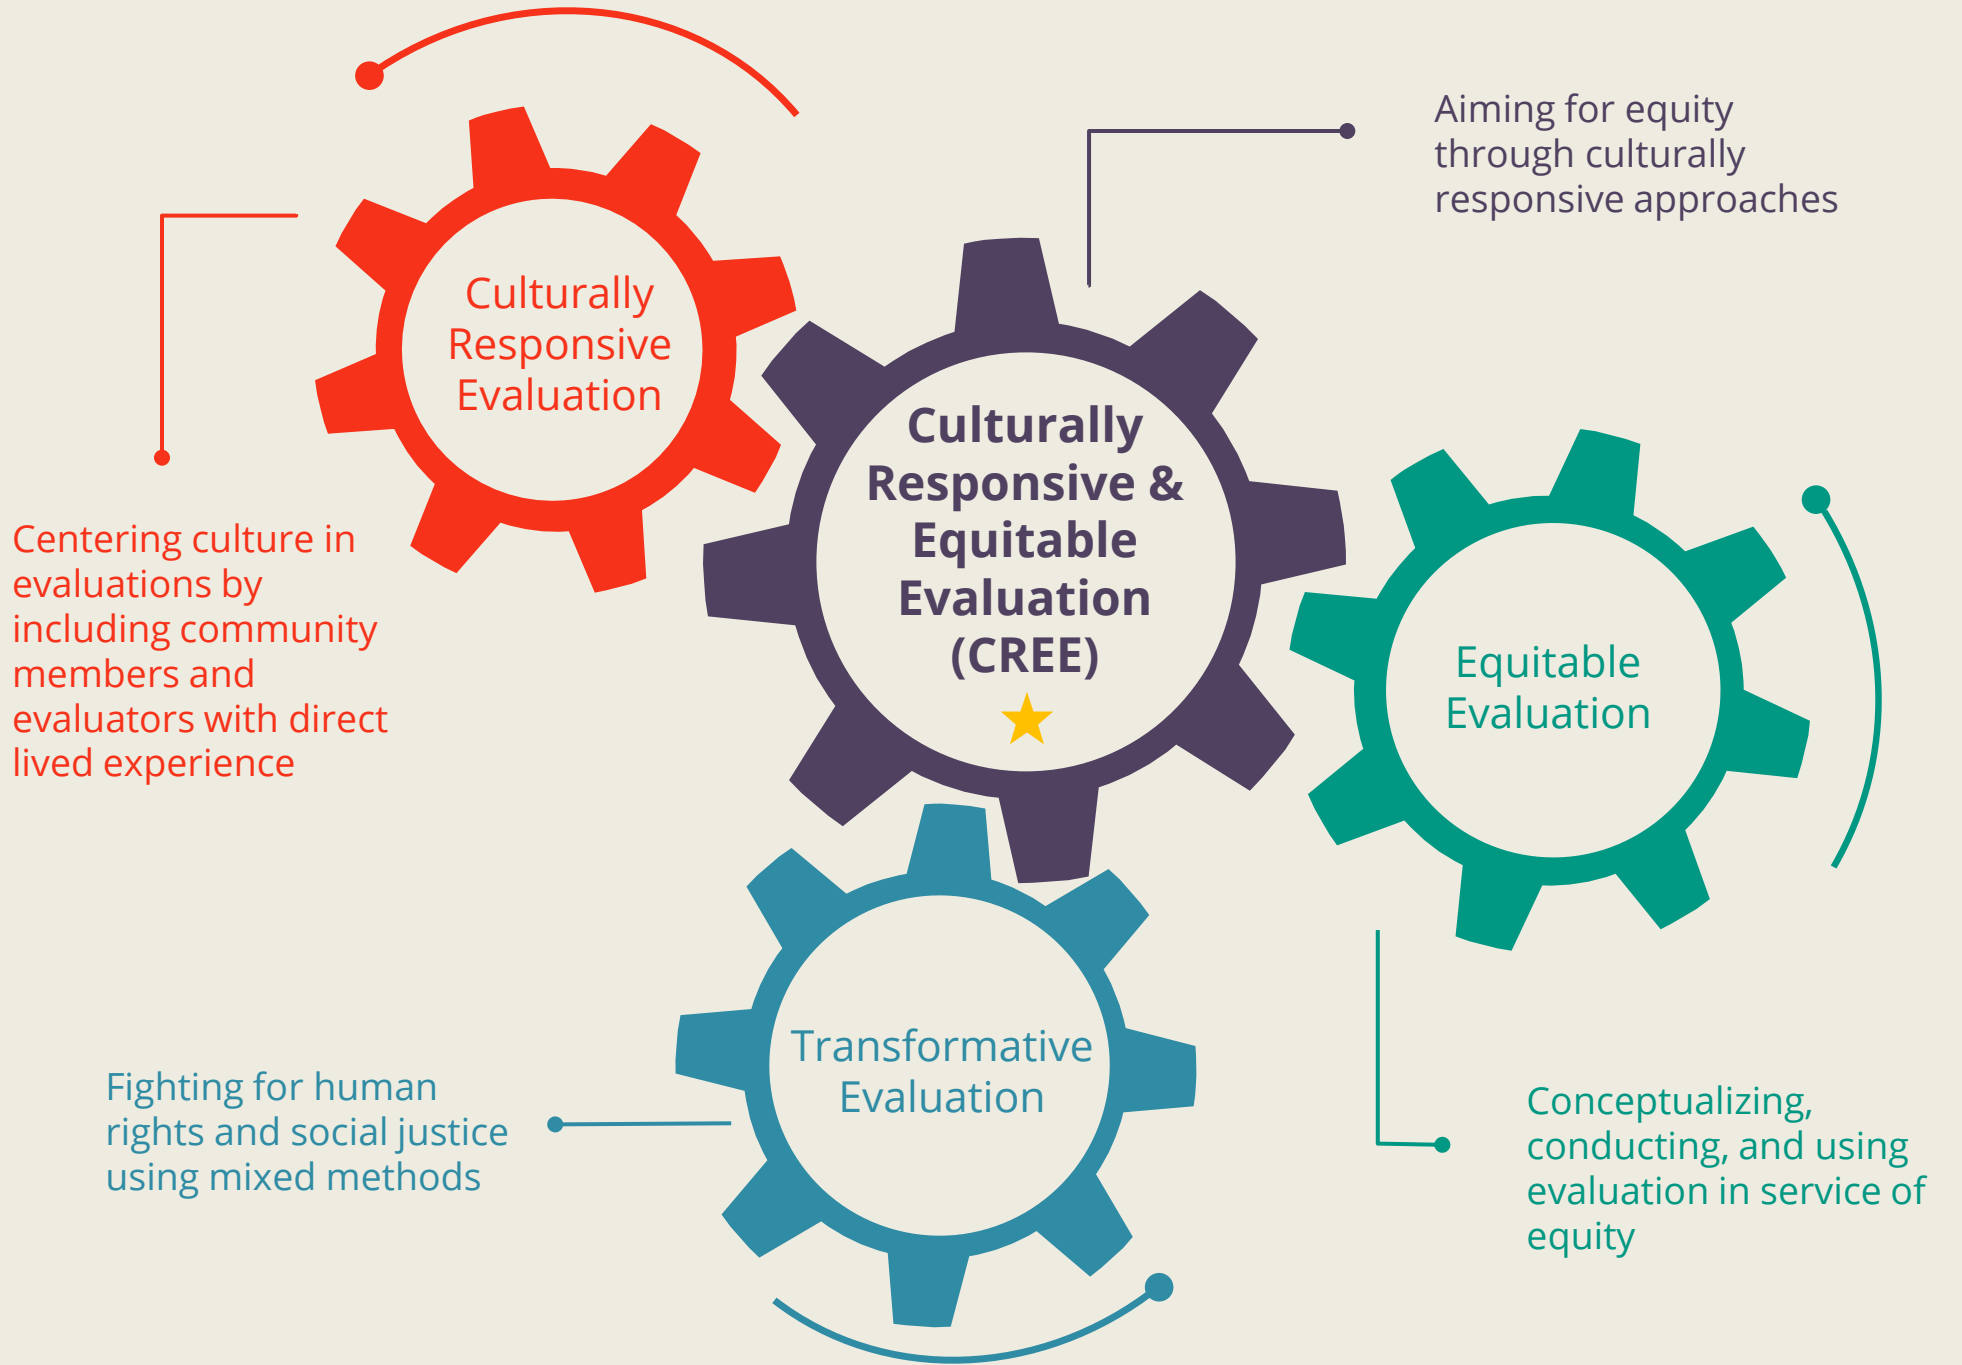 Culturally
Responsive
Evaluation
Centering culture in
evaluations by
including community
members and
evaluators with direct
lived experience
Aiming for equity
through culturally
responsive approaches
Culturally
Responsive &
Equitable
Evaluation
(CREE)
Equitable
Evaluation
Conceptualizing,
conducting, and using
evaluation in service of
equity
Transformative
Evaluation
Fighting for human
rights and social justice
using mixed methods